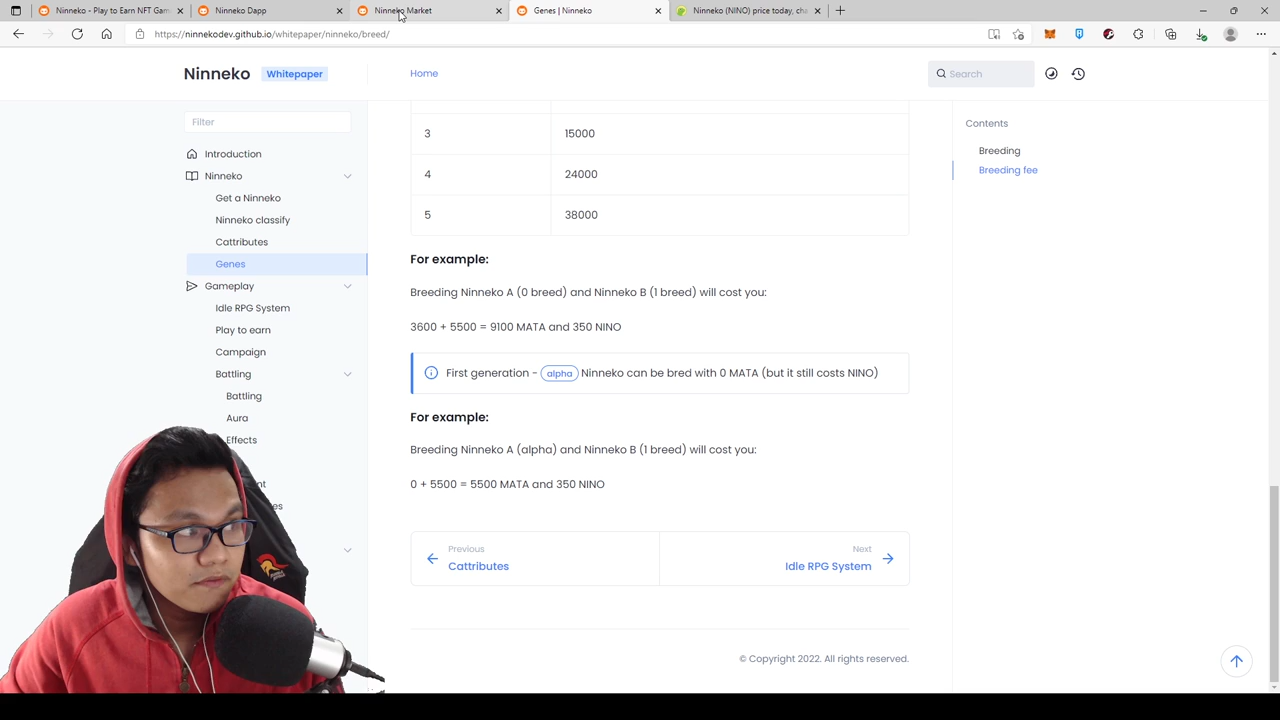 Ninneko - Play to Earn NFT Gam
Ninneko Dapp
Ninneko Market
Genes | Ninneko
Ninneko (NINO) price today, cha
https://ninnekodev.github.io/whitepaper/ninneko/breed/
Ninneko Whitepaper
Home
Search
Filter
Introduction
Ninneko
Get a Ninneko
Ninneko classify
Cattributes
Genes
Gameplay
Idle RPG System
Play to earn
Campaign
Battling
Battling
Aura
Effects
3 15000
4 24000
5 38000
For example:
Breeding Ninneko A (0 breed) and Ninneko B (1 breed) will cost you:
3600 + 5500 = 9100 MATA and 350 NINO
First generation - alpha Ninneko can be bred with 0 MATA (but it still costs NINO)
For example:
Breeding Ninneko A (alpha) and Ninneko B (1 breed) will cost you:
0 + 5500 = 5500 MATA and 350 NINO
Previous
Cattributes
Next
Idle RPG System
© Copyright 2022. All rights reserved.
Contents
Breeding
Breeding fee